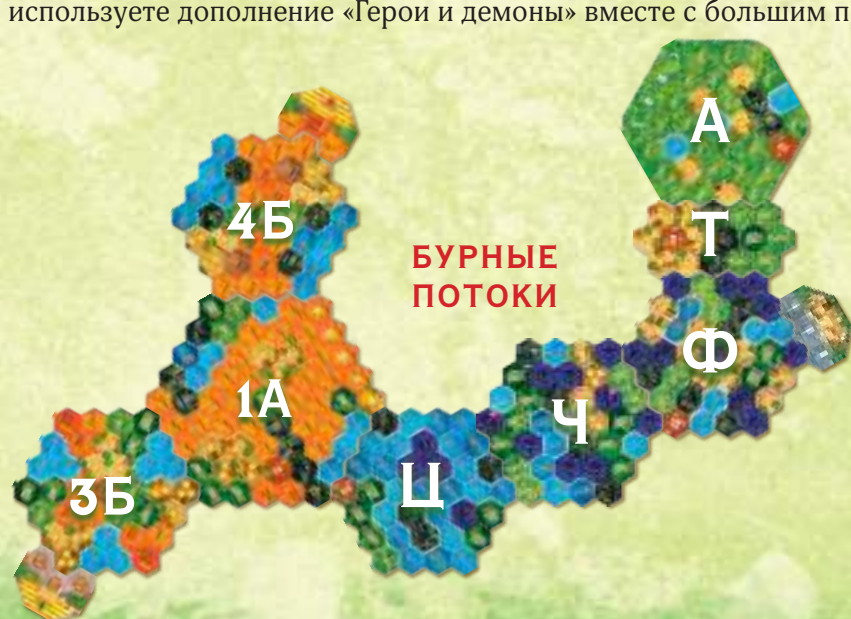 используете дополнение «Герои и демоны» вместе с большим п
А
4Б
Т
БУРНЫЕ
ПОТОКИ
Ф
1А
Ч
Ц
3Б